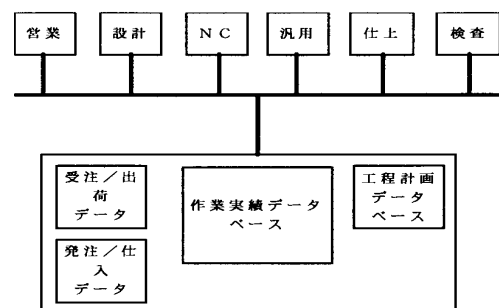 営業 設計 NC 汎用 仕上 検査
受注／出
荷
データ
作業実績データ
ベース
工程計画
データ
ベース
発注／仕
入
データ